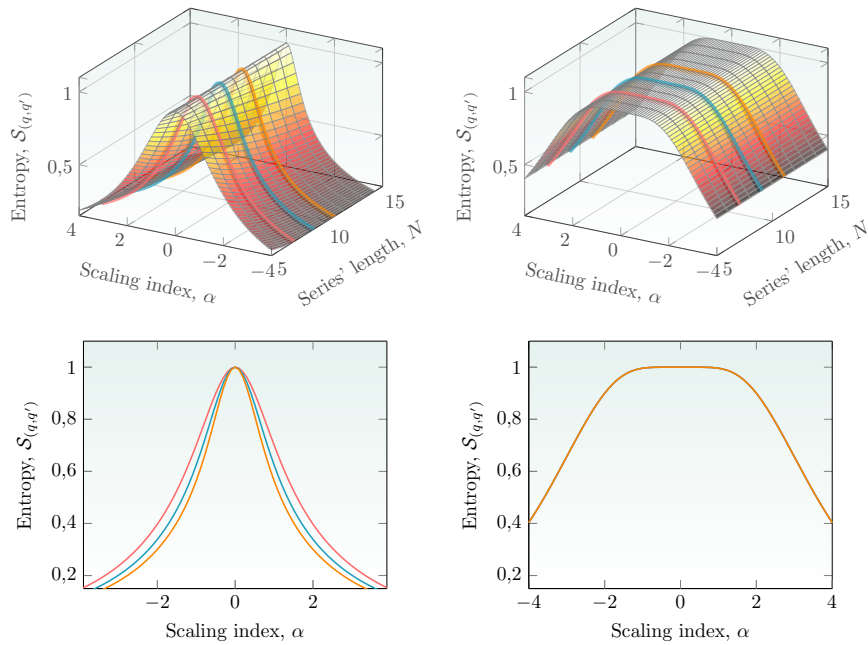 1
0,5
Entropy, 𝒮(q,q′)
4
2
0
−2
−4
Scaling index, α
5
10
15
Series' length, N
1
0,5
Entropy, 𝒮(q,q′)
4
2
0
−2
−4
Scaling index, α
5
10
15
Series' length, N
1
0,8
0,6
0,4
0,2
Entropy, 𝒮(q,q′)
−2 0 2
Scaling index, α
1
0,8
0,6
0,4
0,2
Entropy, 𝒮(q,q′)
−4 −2 0 2 4
Scaling index, α